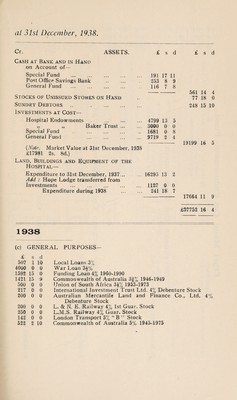 at 31st December, 1938.
Cr. ASSETS. £ s d £ s d
CASH AT BANK AND IN HAND
on Account of—
Special Fund ... ... ... ... 191 17 11
Post Office Savings Bank ... ... 253 8 9
General Fund ... ... ... ... 116 7 8
561 14 4
STOCKS OF UNISSUED STONES ON HAND ... 77 18 0
SUNDRY DEBTORS ... ... ... 248 15 10
INVESTMENTS AT COST—
Hospital Endowments ... ... 4799 13 5
„ „ Baker Trust ... 3000 0 0
Special Fund ... ... ... 1681 0 8
General Fund ... ... ... 9719 2 4
19199 16 5
(Note. Market Value at 31st December, 1938
£17981 2s. 8d.)
LAND, BUILDINGS AND EQUIPMENT OF THE
HOSPITAL—
Expenditure to 31st December, 1937... 16295 13 2
Add: Hope Lodge transferred from
Investments ... ... ... 1127 0 0
Expenditure during 1938 ... 241 18 7
17664 11 9
£37752 16 4
1938
(c) GENERAL PURPOSES—
£ s d
507 1 10 Local Loans 3%
4000 0 0 War Loan 3½%
1592 15 0 Funding Loan 4% 1960-1990
1421 15 9 Commonwealth of Australia 3½% 1946-1949
500 0 0 Union of South Africa 3½% 1953-1973
217 0 0 International Investment Trust Ltd. 4% Debenture Stock
200 0 0 Australian Mercantile Land and Finance Co., Ltd. 4%
Debenture Stock
200 0 0 L. & N. E. Railway 4% 1st Guar. Stock
250 0 0 L.M.S. Railway 4% Guar. Stock
142 0 0 London Transport 5% "B" Stock
522 2 10 Commonwealth of Australia 5% 1945-1975